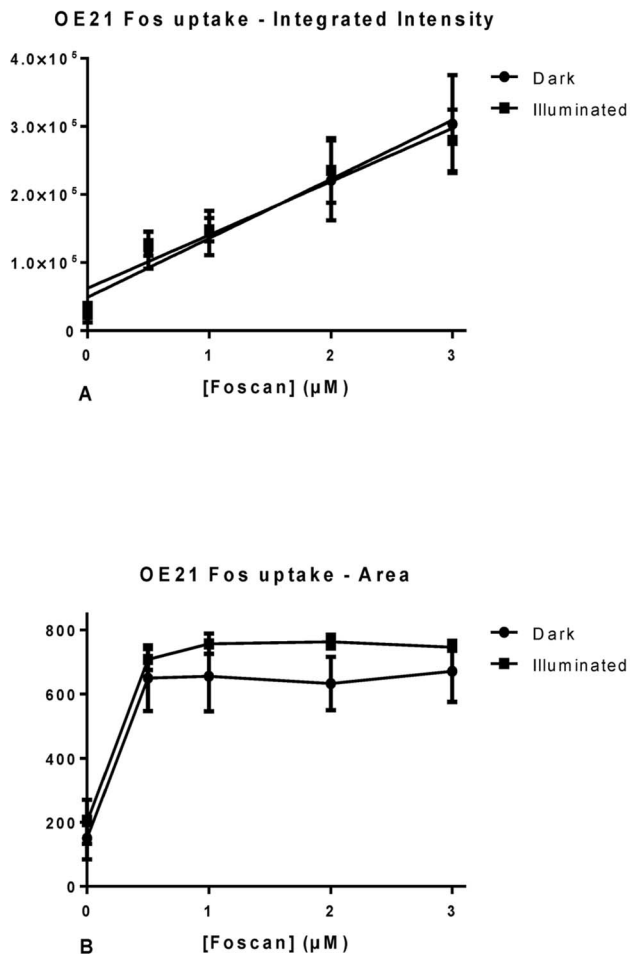 OE21 Fos uptake - Integrated Intensity
4.0×10⁵
3.0×10⁵
2.0×10⁵
1.0×10⁵
0
0 1 2 3
[Foscan] (µM)
A
Dark
Illuminated
OE21 Fos uptake - Area
800
600
400
200
0
0 1 2 3
[Foscan] (µM)
B
Dark
Illuminated